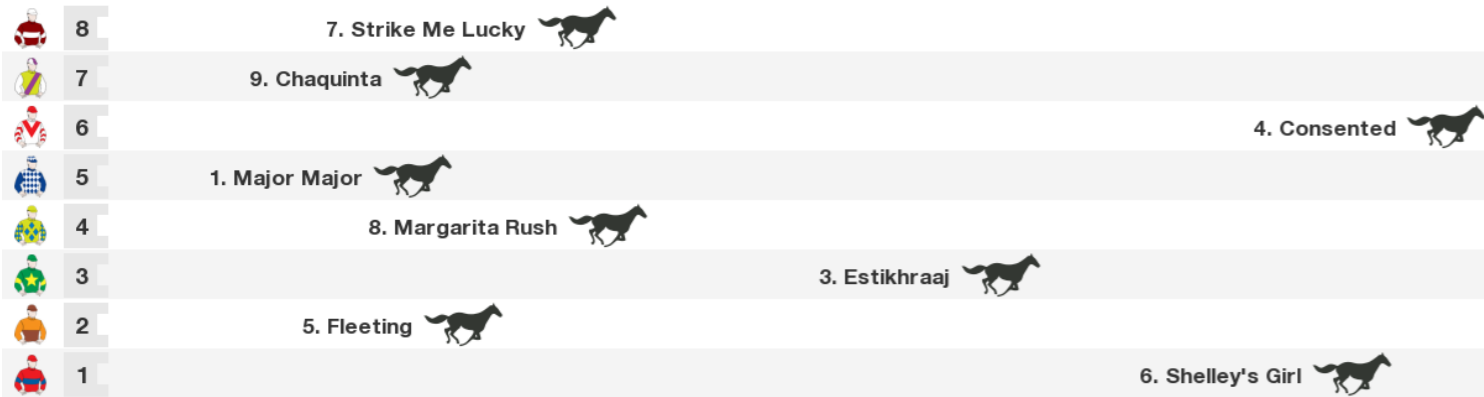 8 7. Strike Me Lucky
7 9. Chaquinta
6 4. Consented
5 1. Major Major
4 8. Margarita Rush
3 3. Estikhraaj
2 5. Fleeting
1 6. Shelley's Girl